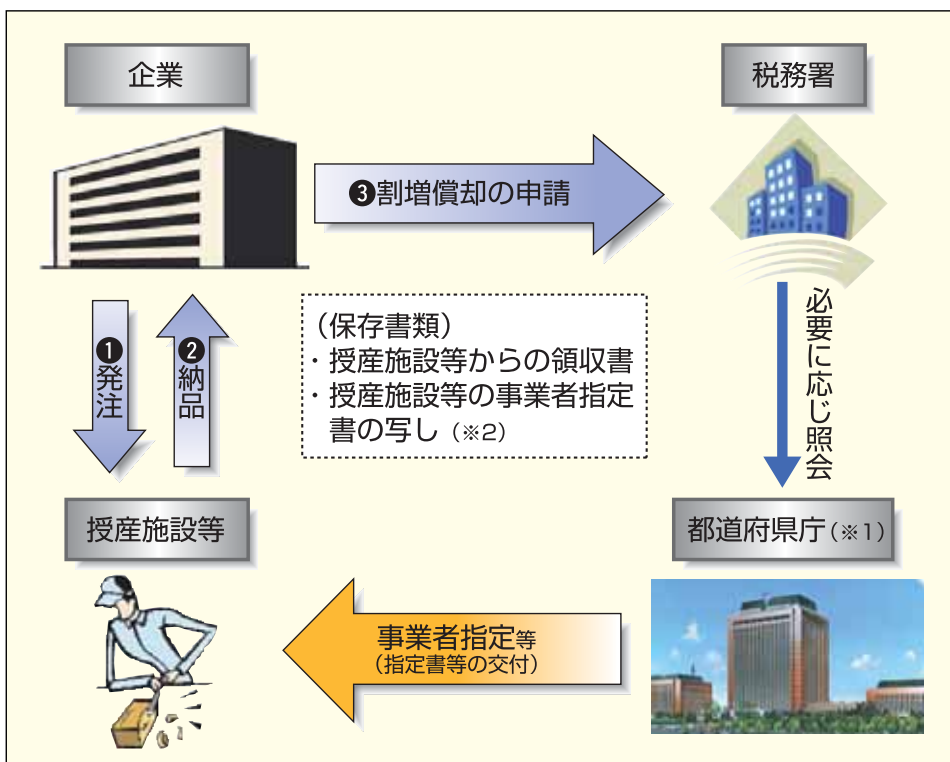 企業
税務署
❸割増償却の申請
❶発注
❷納品
（保存書類）
・授産施設等からの領収書
・授産施設等の事業者指定
書の写し（※2）
必要に応じ照会
授産施設等
都道府県庁（※1）
事業者指定等
（指定書等の交付）